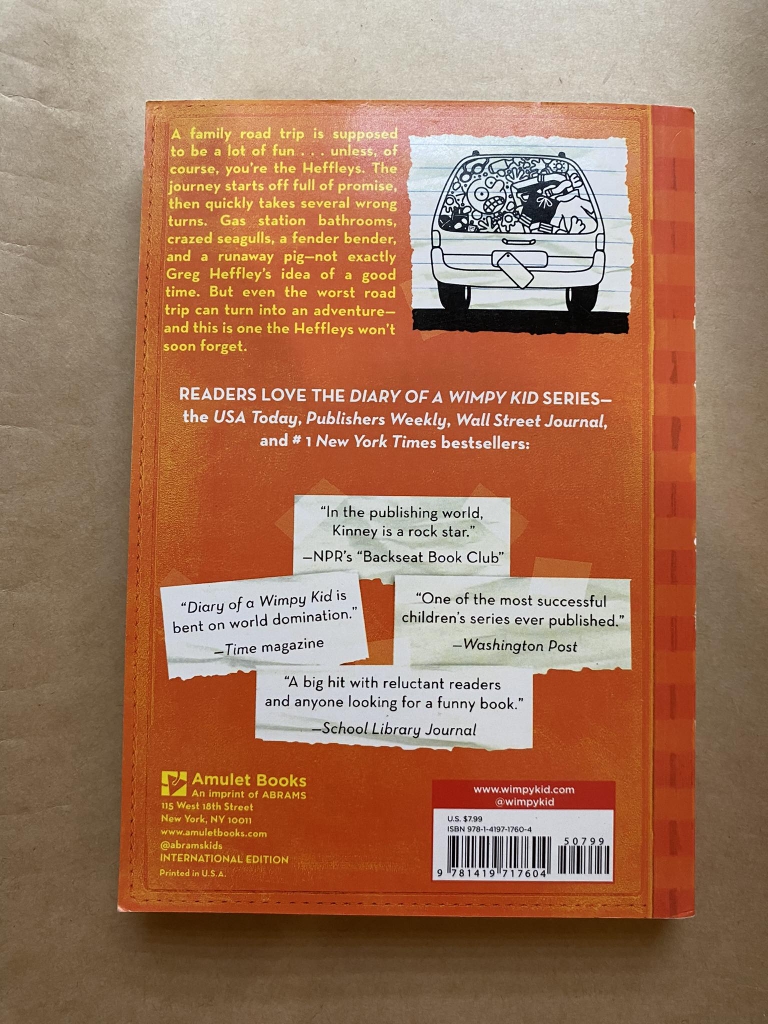 A family road trip is supposed
to be a lot of fun . . . unless, of
course, you're the Heffleys. The
journey starts off full of promise,
then quickly takes several wrong
turns. Gas station bathrooms,
crazed seagulls, a fender bender,
and a runaway pig—not exactly
Greg Heffley's idea of a good
time. But even the worst road
trip can turn into an adventure—
and this is one the Heffleys won't
soon forget.
READERS LOVE THE DIARY OF A WIMPY KID SERIES—
the USA Today, Publishers Weekly, Wall Street Journal,
and # 1 New York Times bestsellers:
"In the publishing world,
Kinney is a rock star."
—NPR's "Backseat Book Club"
"Diary of a Wimpy Kid is
bent on world domination."
—Time magazine
"One of the most successful
children's series ever published."
—Washington Post
"A big hit with reluctant readers
and anyone looking for a funny book."
—School Library Journal
Amulet Books
An imprint of ABRAMS
115 West 18th Street
New York, NY 10011
www.amuletbooks.com
@abramskids
INTERNATIONAL EDITION
Printed in U.S.A.
www.wimpykid.com
@wimpykid
U.S. $7.99
ISBN 978-1-4197-1760-4
50799
9 781419 717604